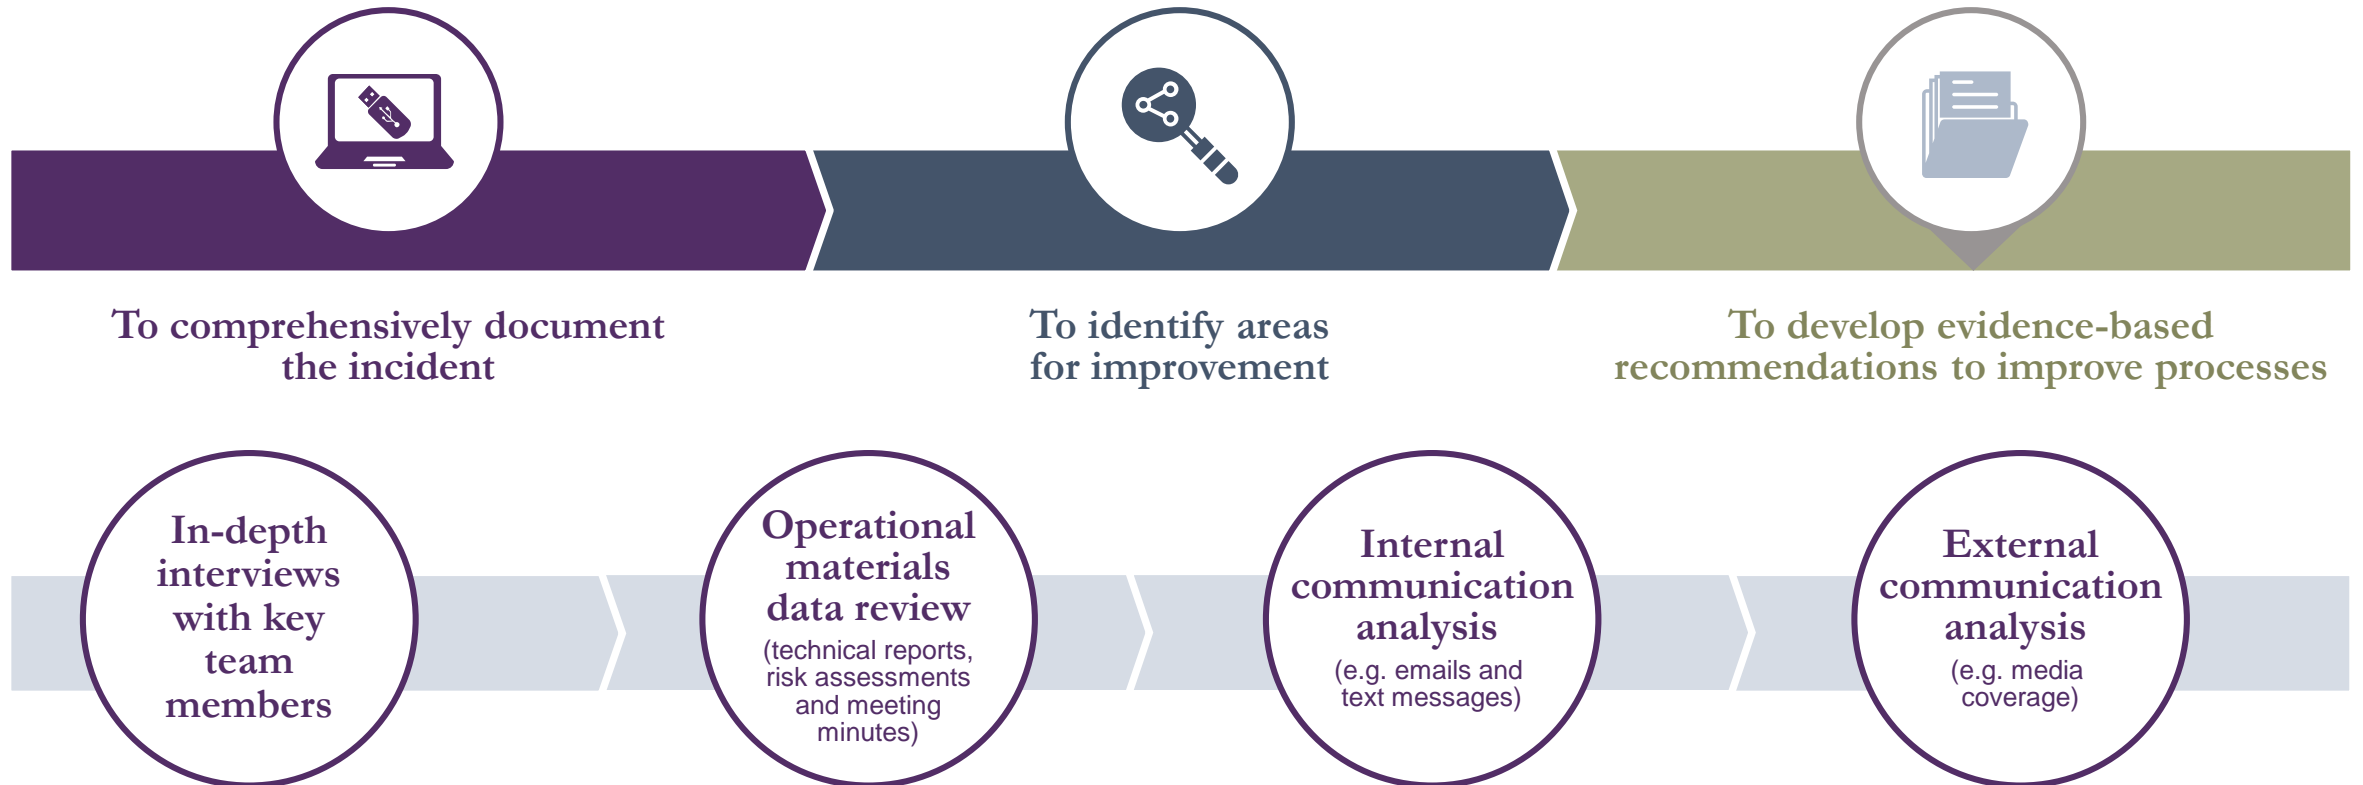 To comprehensively document
the incident
To identify areas
for improvement
To develop evidence-based
recommendations to improve processes
In-depth
interviews
with key
team
members
Operational
materials
data review
(technical reports,
risk assessments
and meeting
minutes)
Internal
communication
analysis
(e.g. emails and
text messages)
External
communication
analysis
(e.g. media
coverage)